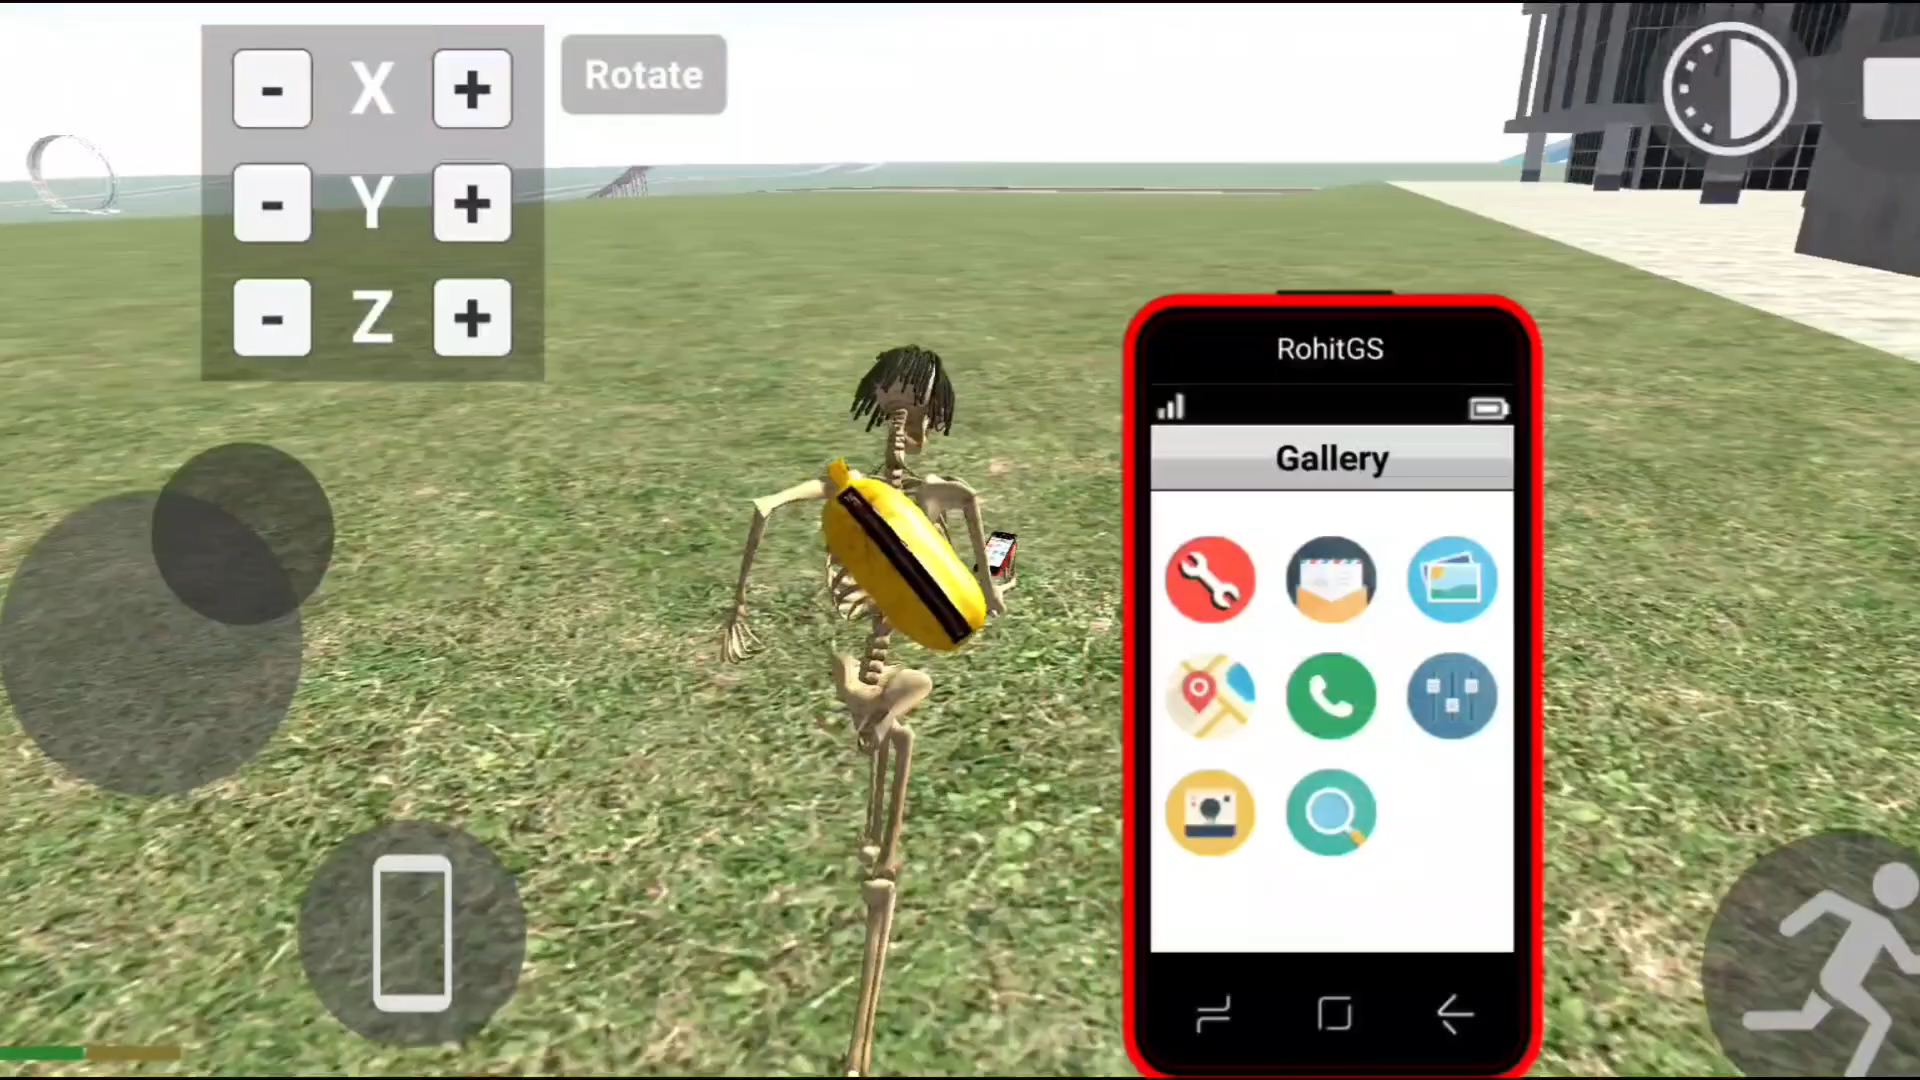 - X +
Rotate
- Y +
- Z +
RohitGS
Gallery